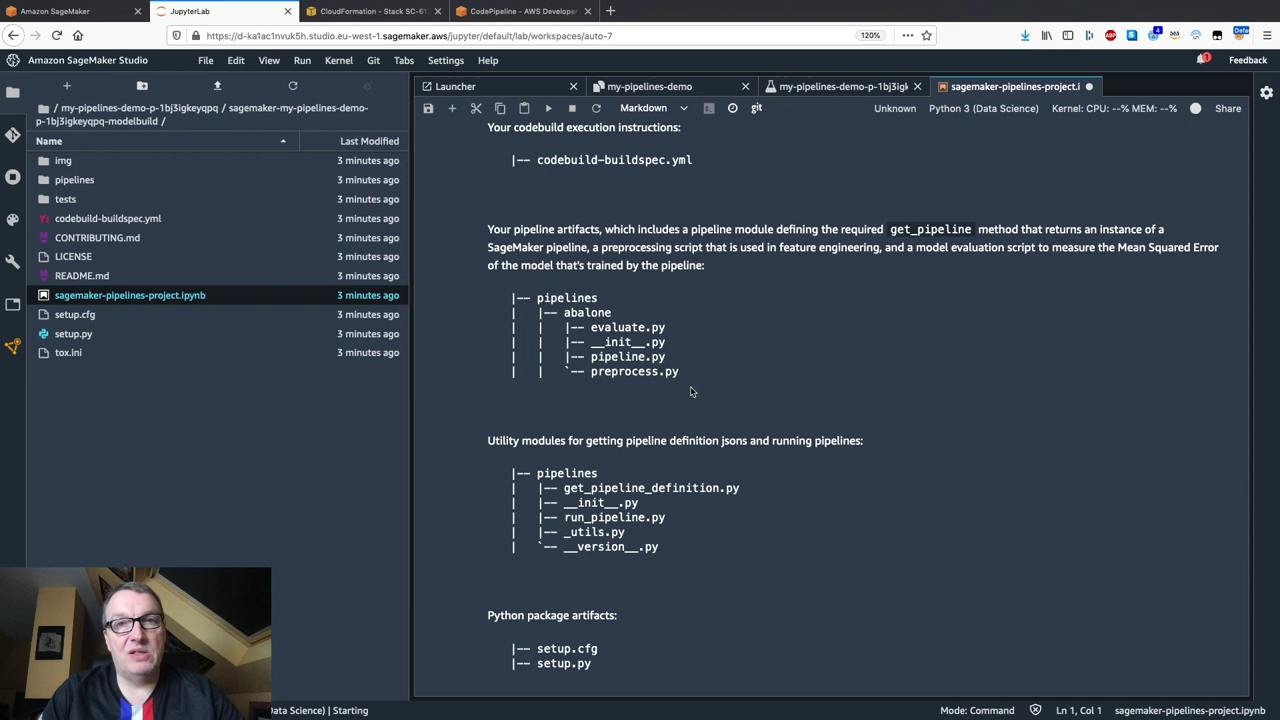 Amazon SageMaker
JupyterLab
CloudFormation - Stack SC-61
CodePipeline - AWS Develope
https://d-ka1ac1nvuk5h.studio.eu-west-1.sagemaker.aws/jupyter/default/lab/workspaces/auto-7
120%
Amazon SageMaker Studio
File Edit View Run Kernel Git Tabs Settings Help
Feedback
/ my-pipelines-demo-p-1bj3igkeyqpq / sagemaker-my-pipelines-demo-
p-1bj3igkeyqpq-modelbuild /
Name Last Modified
img 3 minutes ago
pipelines 3 minutes ago
tests 3 minutes ago
codebuild-buildspec.yml 3 minutes ago
CONTRIBUTING.md 3 minutes ago
LICENSE 3 minutes ago
README.md 3 minutes ago
sagemaker-pipelines-project.ipynb 3 minutes ago
setup.cfg 3 minutes ago
setup.py 3 minutes ago
tox.ini 3 minutes ago
Launcher
my-pipelines-demo
my-pipelines-demo-p-1bj3igk
sagemaker-pipelines-project.i
Markdown
git
Unknown Python 3 (Data Science) Kernel: CPU: --% MEM: --% Share
Your codebuild execution instructions:
|-- codebuild-buildspec.yml
Your pipeline artifacts, which includes a pipeline module defining the required get_pipeline method that returns an instance of a
SageMaker pipeline, a preprocessing script that is used in feature engineering, and a model evaluation script to measure the Mean Squared Error
of the model that's trained by the pipeline:
|-- pipelines
|   |-- abalone
|   |   |-- evaluate.py
|   |   |-- __init__.py
|   |   |-- pipeline.py
|   |   `-- preprocess.py
Utility modules for getting pipeline definition jsons and running pipelines:
|-- pipelines
|   |-- get_pipeline_definition.py
|   |-- __init__.py
|   |-- run_pipeline.py
|   |-- _utils.py
|   `-- __version__.py
Python package artifacts:
|-- setup.cfg
|-- setup.py
Data Science) | Starting
Mode: Command
Ln 1, Col 1
sagemaker-pipelines-project.ipynb